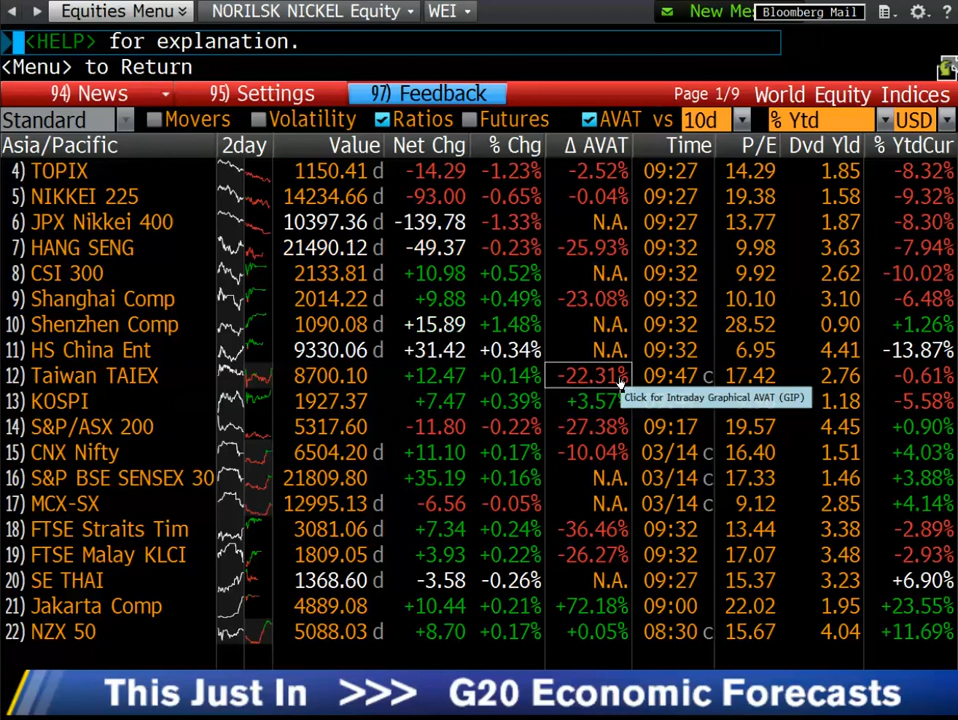 Equities Menu NORILSK NICKEL Equity WEI New Me Bloomberg Mail ?
<HELP> for explanation.
<Menu> to Return
94) News 95) Settings 97) Feedback Page 1/9 World Equity Indices
Standard Movers Volatility Ratios Futures AVAT vs 10d % Ytd USD
Asia/Pacific 2day Value Net Chg % Chg Δ AVAT Time P/E Dvd Yld % YtdCur
4) TOPIX 1150.41 d -14.29 -1.23% -2.52% 09:27 14.29 1.85 -8.32%
5) NIKKEI 225 14234.66 d -93.00 -0.65% -0.04% 09:27 19.38 1.58 -9.32%
6) JPX Nikkei 400 10397.36 d -139.78 -1.33% N.A. 09:27 13.77 1.87 -8.30%
7) HANG SENG 21490.12 d -49.37 -0.23% -25.93% 09:32 9.98 3.63 -7.94%
8) CSI 300 2133.81 d +10.98 +0.52% N.A. 09:32 9.92 2.62 -10.02%
9) Shanghai Comp 2014.22 d +9.88 +0.49% -23.08% 09:32 10.10 3.10 -6.48%
10) Shenzhen Comp 1090.08 d +15.89 +1.48% N.A. 09:32 28.52 0.90 +1.26%
11) HS China Ent 9330.06 d +31.42 +0.34% N.A. 09:32 6.95 4.41 -13.87%
12) Taiwan TAIEX 8700.10 d +12.47 +0.14% -22.31% 09:47 c 17.42 2.76 -0.61%
13) KOSPI 1927.37 d +7.47 +0.39% +3.57% Click for Intraday Graphical AVAT (GIP) 1.18 -5.58%
14) S&P/ASX 200 5317.60 d -11.80 -0.22% -27.38% 09:17 19.57 4.45 +0.90%
15) CNX Nifty 6504.20 d +11.10 +0.17% -10.04% 03/14 c 16.40 1.51 +4.03%
16) S&P BSE SENSEX 30 21809.80 d +35.19 +0.16% N.A. 03/14 c 17.33 1.46 +3.88%
17) MCX-SX 12995.13 d -6.56 -0.05% N.A. 03/14 c 9.12 2.85 +4.14%
18) FTSE Straits Tim 3081.06 d +7.34 +0.24% -36.46% 09:32 13.44 3.38 -2.89%
19) FTSE Malay KLCI 1809.05 d +3.93 +0.22% -26.27% 09:32 17.07 3.48 -2.93%
20) SE THAI 1368.60 d -3.58 -0.26% N.A. 09:27 15.37 3.23 +6.90%
21) Jakarta Comp 4889.08 +10.44 +0.21% +72.18% 09:00 22.02 1.95 +23.55%
22) NZX 50 5088.03 d +8.70 +0.17% +0.05% 08:30 c 15.67 4.04 +11.69%
This Just In >>> G20 Economic Forecasts